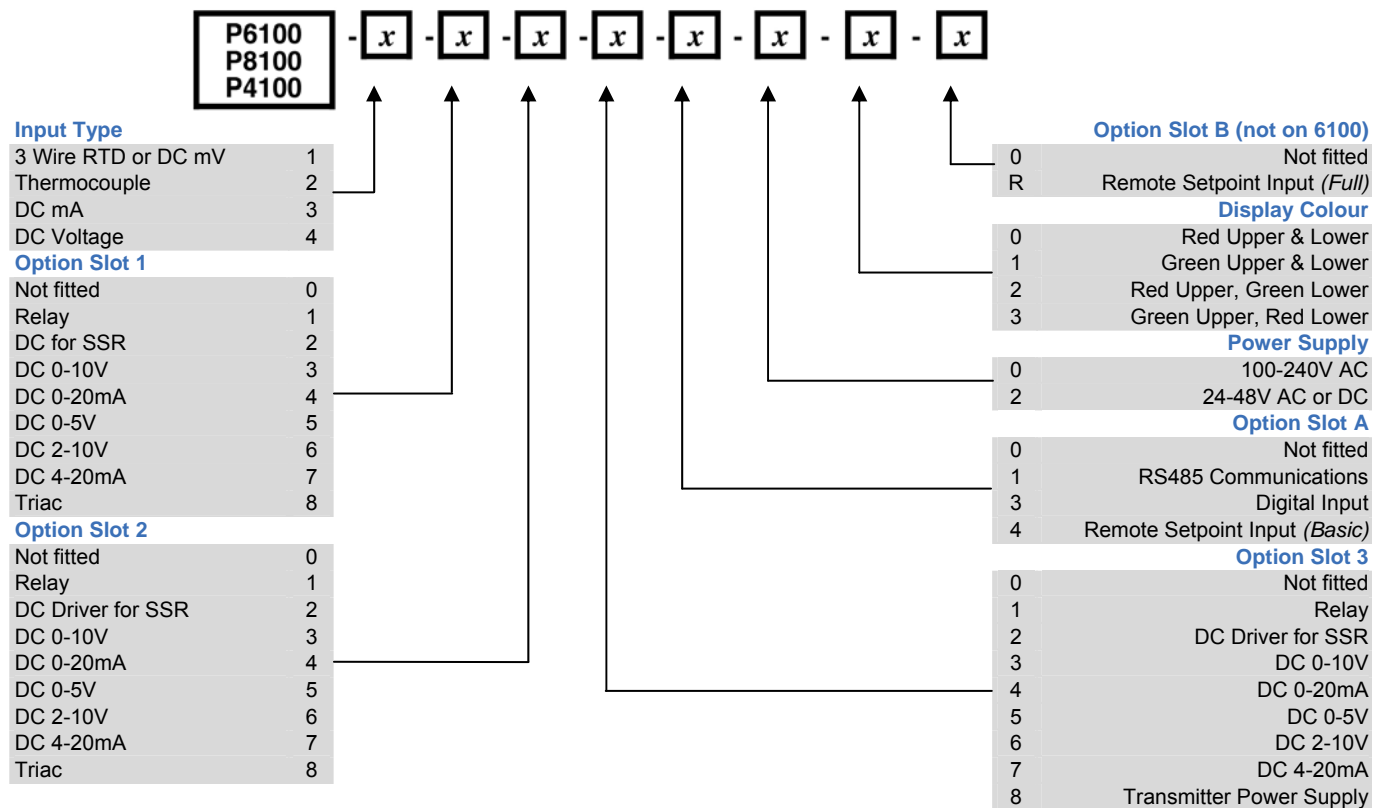 P6100
P8100
P4100
- x - x - x - x - x - x - x - x
Input Type
3 Wire RTD or DC mV 1
Thermocouple 2
DC mA 3
DC Voltage 4
Option Slot 1
Not fitted 0
Relay 1
DC for SSR 2
DC 0-10V 3
DC 0-20mA 4
DC 0-5V 5
DC 2-10V 6
DC 4-20mA 7
Triac 8
Option Slot 2
Not fitted 0
Relay 1
DC Driver for SSR 2
DC 0-10V 3
DC 0-20mA 4
DC 0-5V 5
DC 2-10V 6
DC 4-20mA 7
Triac 8
Option Slot B (not on 6100)
0 Not fitted
R Remote Setpoint Input (Full)
Display Colour
0 Red Upper & Lower
1 Green Upper & Lower
2 Red Upper, Green Lower
3 Green Upper, Red Lower
Power Supply
0 100-240V AC
2 24-48V AC or DC
Option Slot A
0 Not fitted
1 RS485 Communications
3 Digital Input
4 Remote Setpoint Input (Basic)
Option Slot 3
0 Not fitted
1 Relay
2 DC Driver for SSR
3 DC 0-10V
4 DC 0-20mA
5 DC 0-5V
6 DC 2-10V
7 DC 4-20mA
8 Transmitter Power Supply